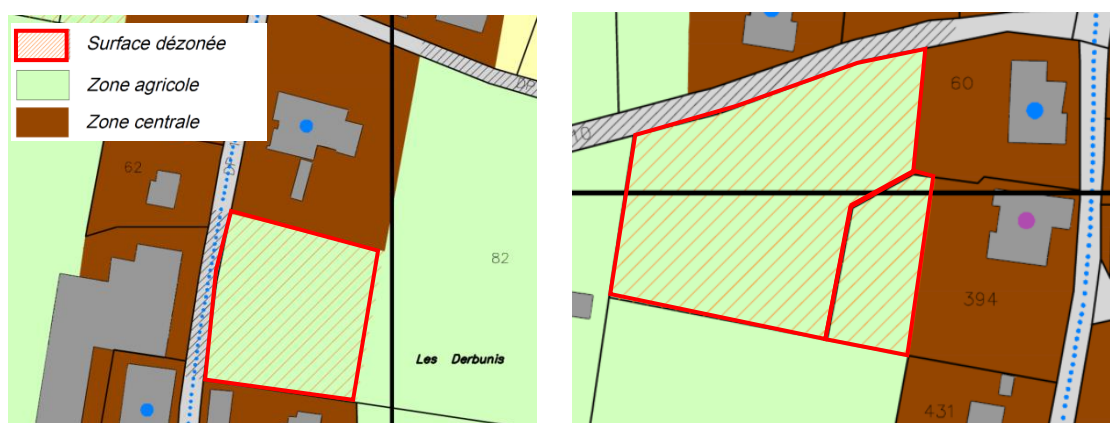 Surface dézonée
Zone agricole
Zone centrale
62
82
Les Derbunis
60
394
431